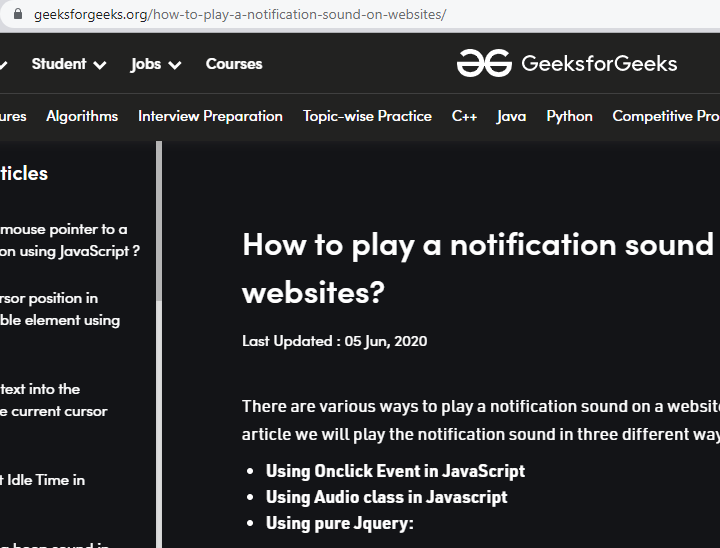 geeksforgeeks.org/how-to-play-a-notification-sound-on-websites/
Student Jobs Courses GeeksforGeeks
Algorithms Interview Preparation Topic-wise Practice C++ Java Python Competitive Pro
ticles
mouse pointer to a
on using JavaScript ?
rsor position in
ble element using
text into the
e current cursor
t Idle Time in
How to play a notification sound
websites?
Last Updated : 05 Jun, 2020
There are various ways to play a notification sound on a website
article we will play the notification sound in three different way
• Using Onclick Event in JavaScript
• Using Audio class in Javascript
• Using pure Jquery: